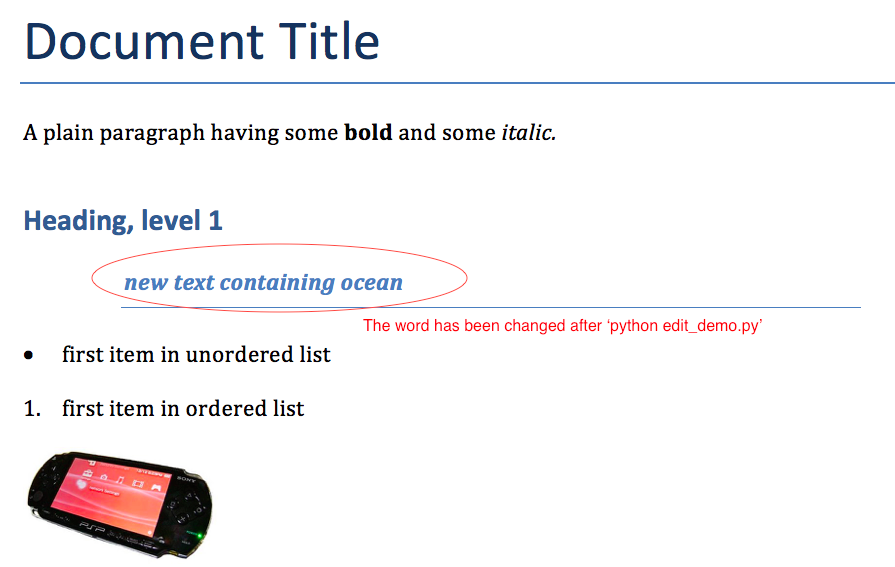 Document Title
A plain paragraph having some bold and some italic.
Heading, level 1
new text containing ocean
The word has been changed after ‘python edit_demo.py’
• first item in unordered list
1. first item in ordered list
SONY
PSP